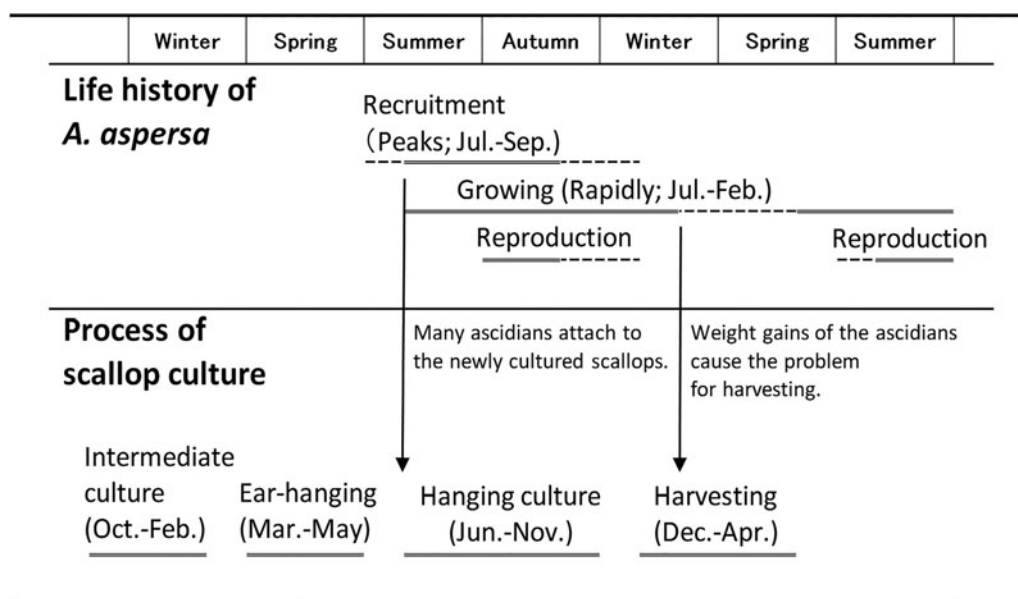 Winter Spring Summer Autumn Winter Spring Summer
Life history of
A. aspersa
Recruitment
(Peaks; Jul.-Sep.)
Growing (Rapidly; Jul.-Feb.)
Reproduction Reproduction
Process of
scallop culture
Many ascidians attach to
the newly cultured scallops.
Weight gains of the ascidians
cause the problem
for harvesting.
Intermediate
culture
(Oct.-Feb.)
Ear-hanging
(Mar.-May)
Hanging culture
(Jun.-Nov.)
Harvesting
(Dec.-Apr.)